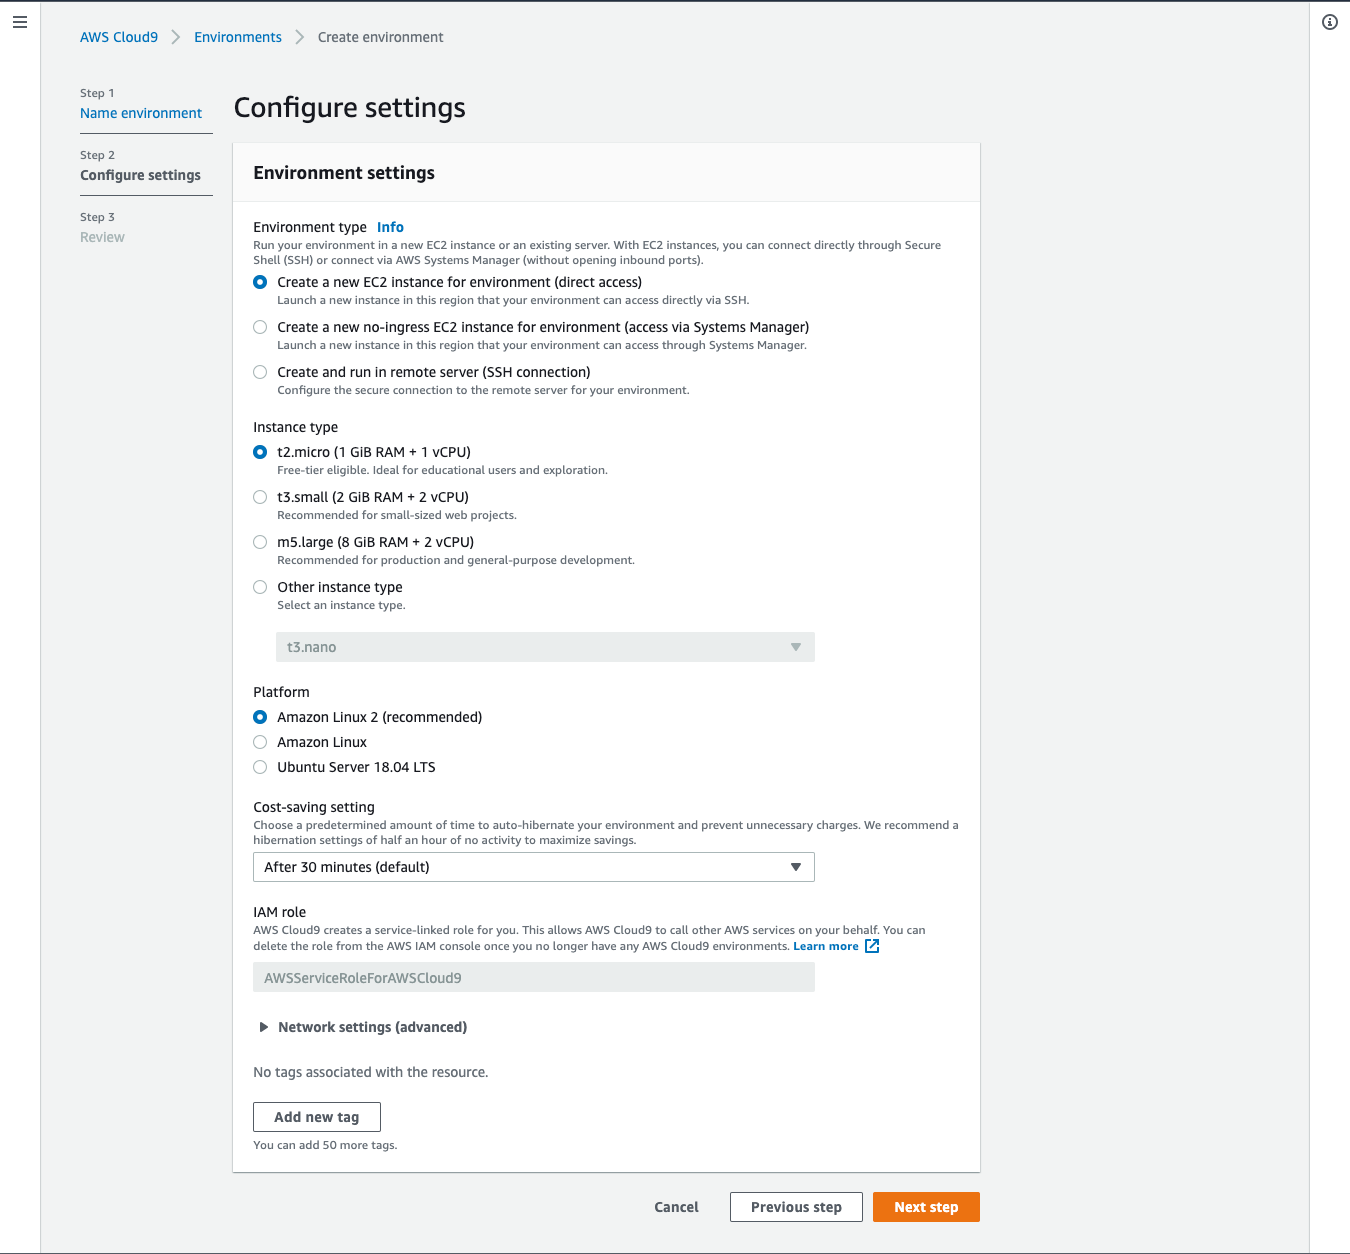 AWS Cloud9 Environments Create environment
Step 1
Name environment
Step 2
Configure settings
Step 3
Review
Configure settings
Environment settings
Environment type Info
Run your environment in a new EC2 instance or an existing server. With EC2 instances, you can connect directly through Secure
Shell (SSH) or connect via AWS Systems Manager (without opening inbound ports).
Create a new EC2 instance for environment (direct access)
Launch a new instance in this region that your environment can access directly via SSH.
Create a new no-ingress EC2 instance for environment (access via Systems Manager)
Launch a new instance in this region that your environment can access through Systems Manager.
Create and run in remote server (SSH connection)
Configure the secure connection to the remote server for your environment.
Instance type
t2.micro (1 GiB RAM + 1 vCPU)
Free-tier eligible. Ideal for educational users and exploration.
t3.small (2 GiB RAM + 2 vCPU)
Recommended for small-sized web projects.
m5.large (8 GiB RAM + 2 vCPU)
Recommended for production and general-purpose development.
Other instance type
Select an instance type.
t3.nano
Platform
Amazon Linux 2 (recommended)
Amazon Linux
Ubuntu Server 18.04 LTS
Cost-saving setting
Choose a predetermined amount of time to auto-hibernate your environment and prevent unnecessary charges. We recommend a
hibernation settings of half an hour of no activity to maximize savings.
After 30 minutes (default)
IAM role
AWS Cloud9 creates a service-linked role for you. This allows AWS Cloud9 to call other AWS services on your behalf. You can
delete the role from the AWS IAM console once you no longer have any AWS Cloud9 environments. Learn more
AWSServiceRoleForAWSCloud9
Network settings (advanced)
No tags associated with the resource.
Add new tag
You can add 50 more tags.
Cancel Previous step Next step